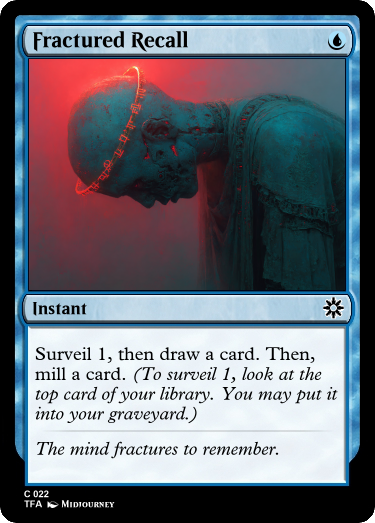 Fractured Recall
Instant
Surveil 1, then draw a card. Then,
mill a card. (To surveil 1, look at the
top card of your library. You may put it
into your graveyard.)
The mind fractures to remember.
C 022
TFA Midjourney